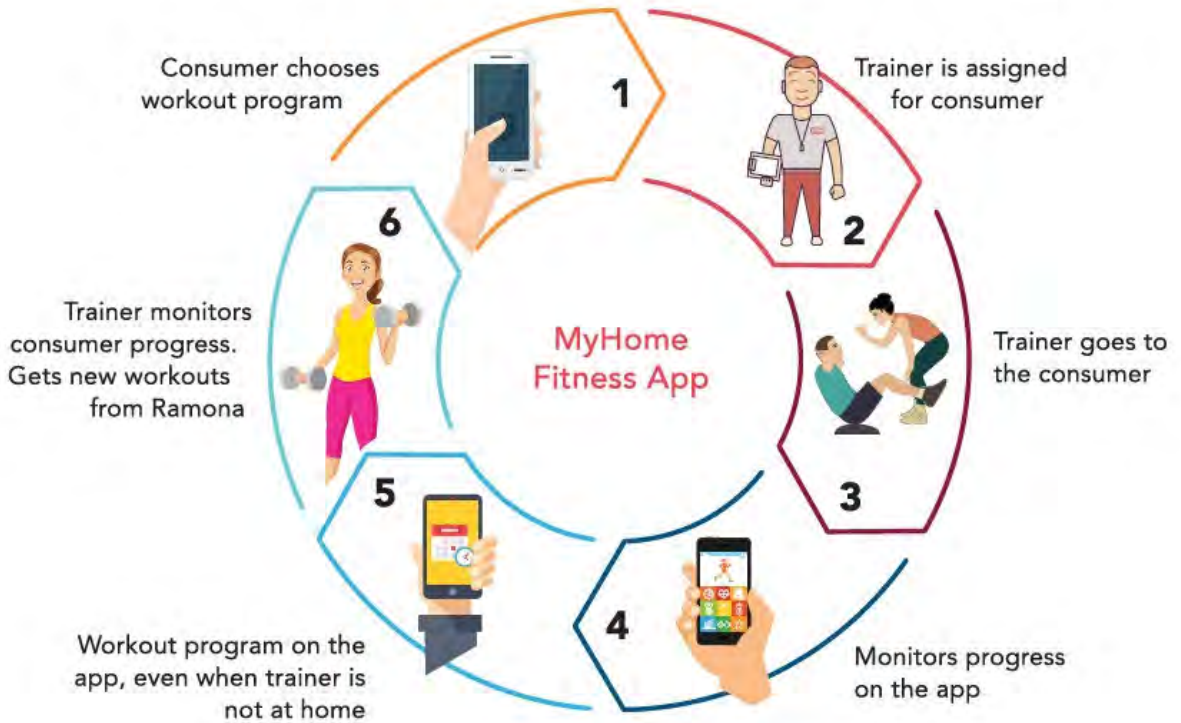 Consumer chooses
workout program
1
Trainer is assigned
for consumer
2
Trainer goes to
the consumer
3
Monitors progress
on the app
4
Workout program on the
app, even when trainer is
not at home
5
Trainer monitors
consumer progress.
Gets new workouts
from Ramona
6
MyHome
Fitness App